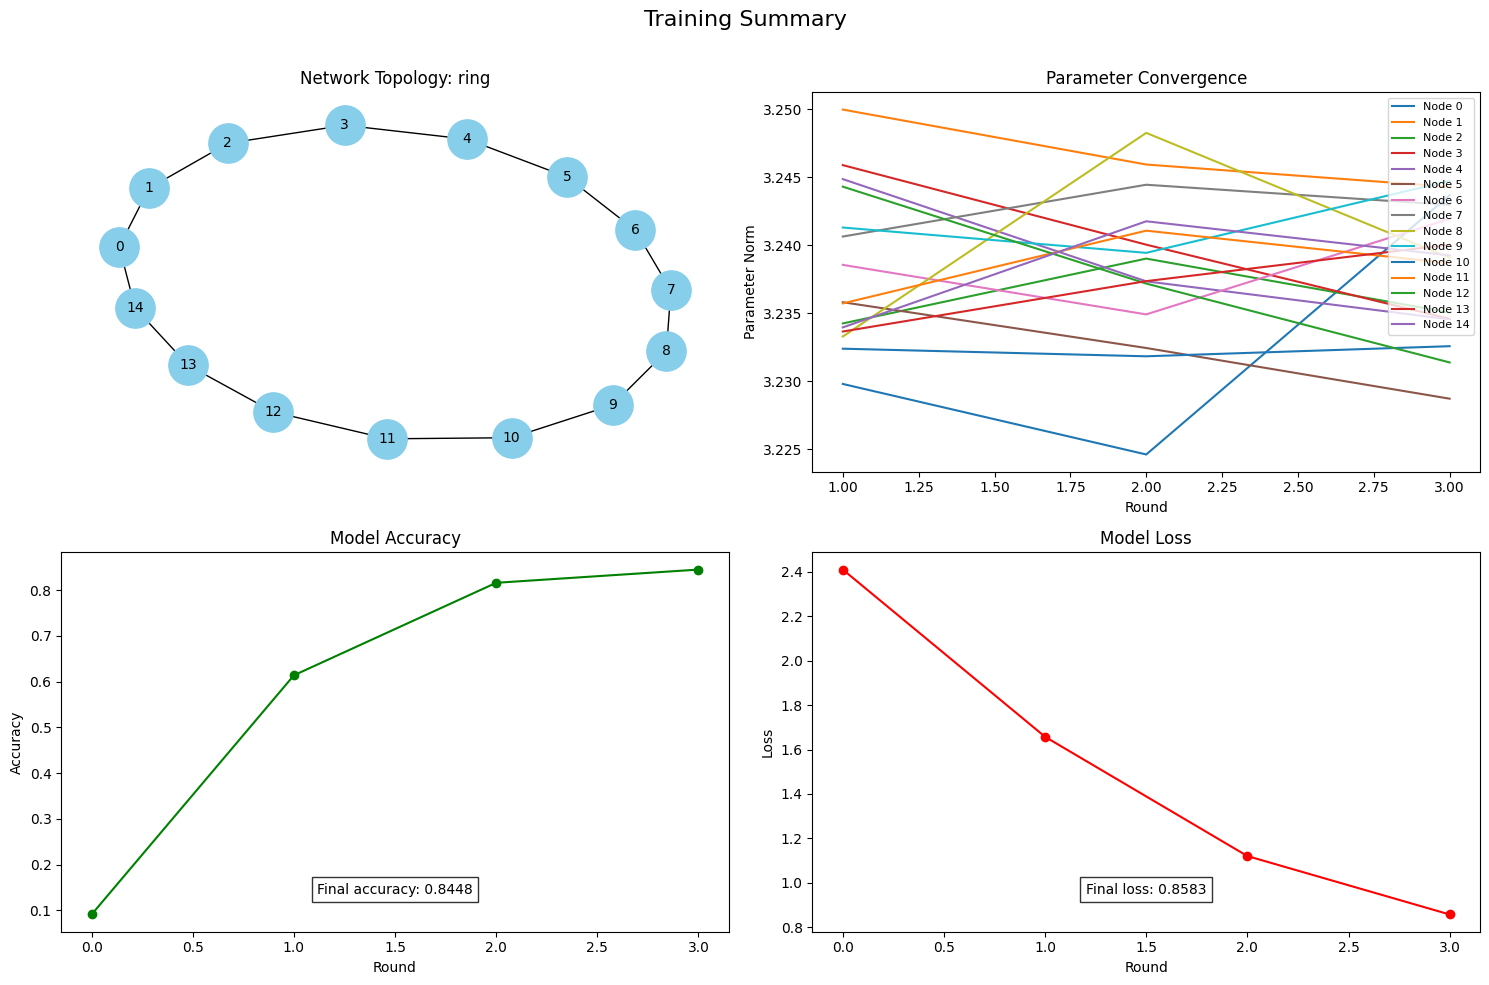 Training Summary
Network Topology: ring
3
2
4
5
1
6
0
7
14
8
13
9
12
11
10
Parameter Convergence
Parameter Norm
3.250
3.245
3.240
3.235
3.230
3.225
Node 0
Node 1
Node 2
Node 3
Node 4
Node 5
Node 6
Node 7
Node 8
Node 9
Node 10
Node 11
Node 12
Node 13
Node 14
1.00 1.25 1.50 1.75 2.00 2.25 2.50 2.75 3.00
Round
Model Accuracy
Accuracy
0.8
0.7
0.6
0.5
0.4
0.3
0.2
0.1
Final accuracy: 0.8448
0.0 0.5 1.0 1.5 2.0 2.5 3.0
Round
Model Loss
Loss
2.4
2.2
2.0
1.8
1.6
1.4
1.2
1.0
0.8
Final loss: 0.8583
0.0 0.5 1.0 1.5 2.0 2.5 3.0
Round